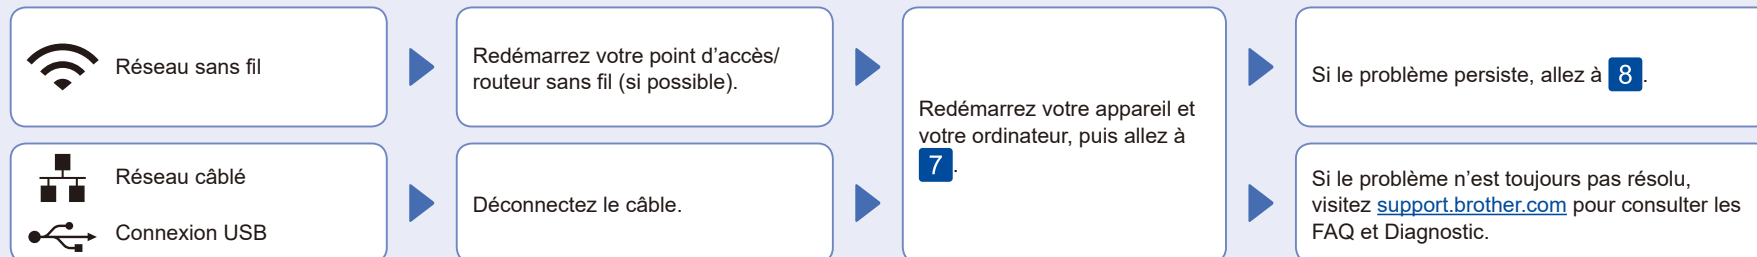 Réseau sans fil
Redémarrez votre point d’accès/
routeur sans fil (si possible).
Réseau câblé
Connexion USB
Déconnectez le câble.
Redémarrez votre appareil et
votre ordinateur, puis allez à
7.
Si le problème persiste, allez à 8.
Si le problème n’est toujours pas résolu,
visitez support.brother.com pour consulter les
FAQ et Diagnostic.